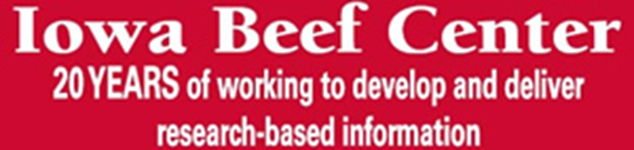 Iowa Beef Center
20 YEARS of working to develop and deliver
research-based information